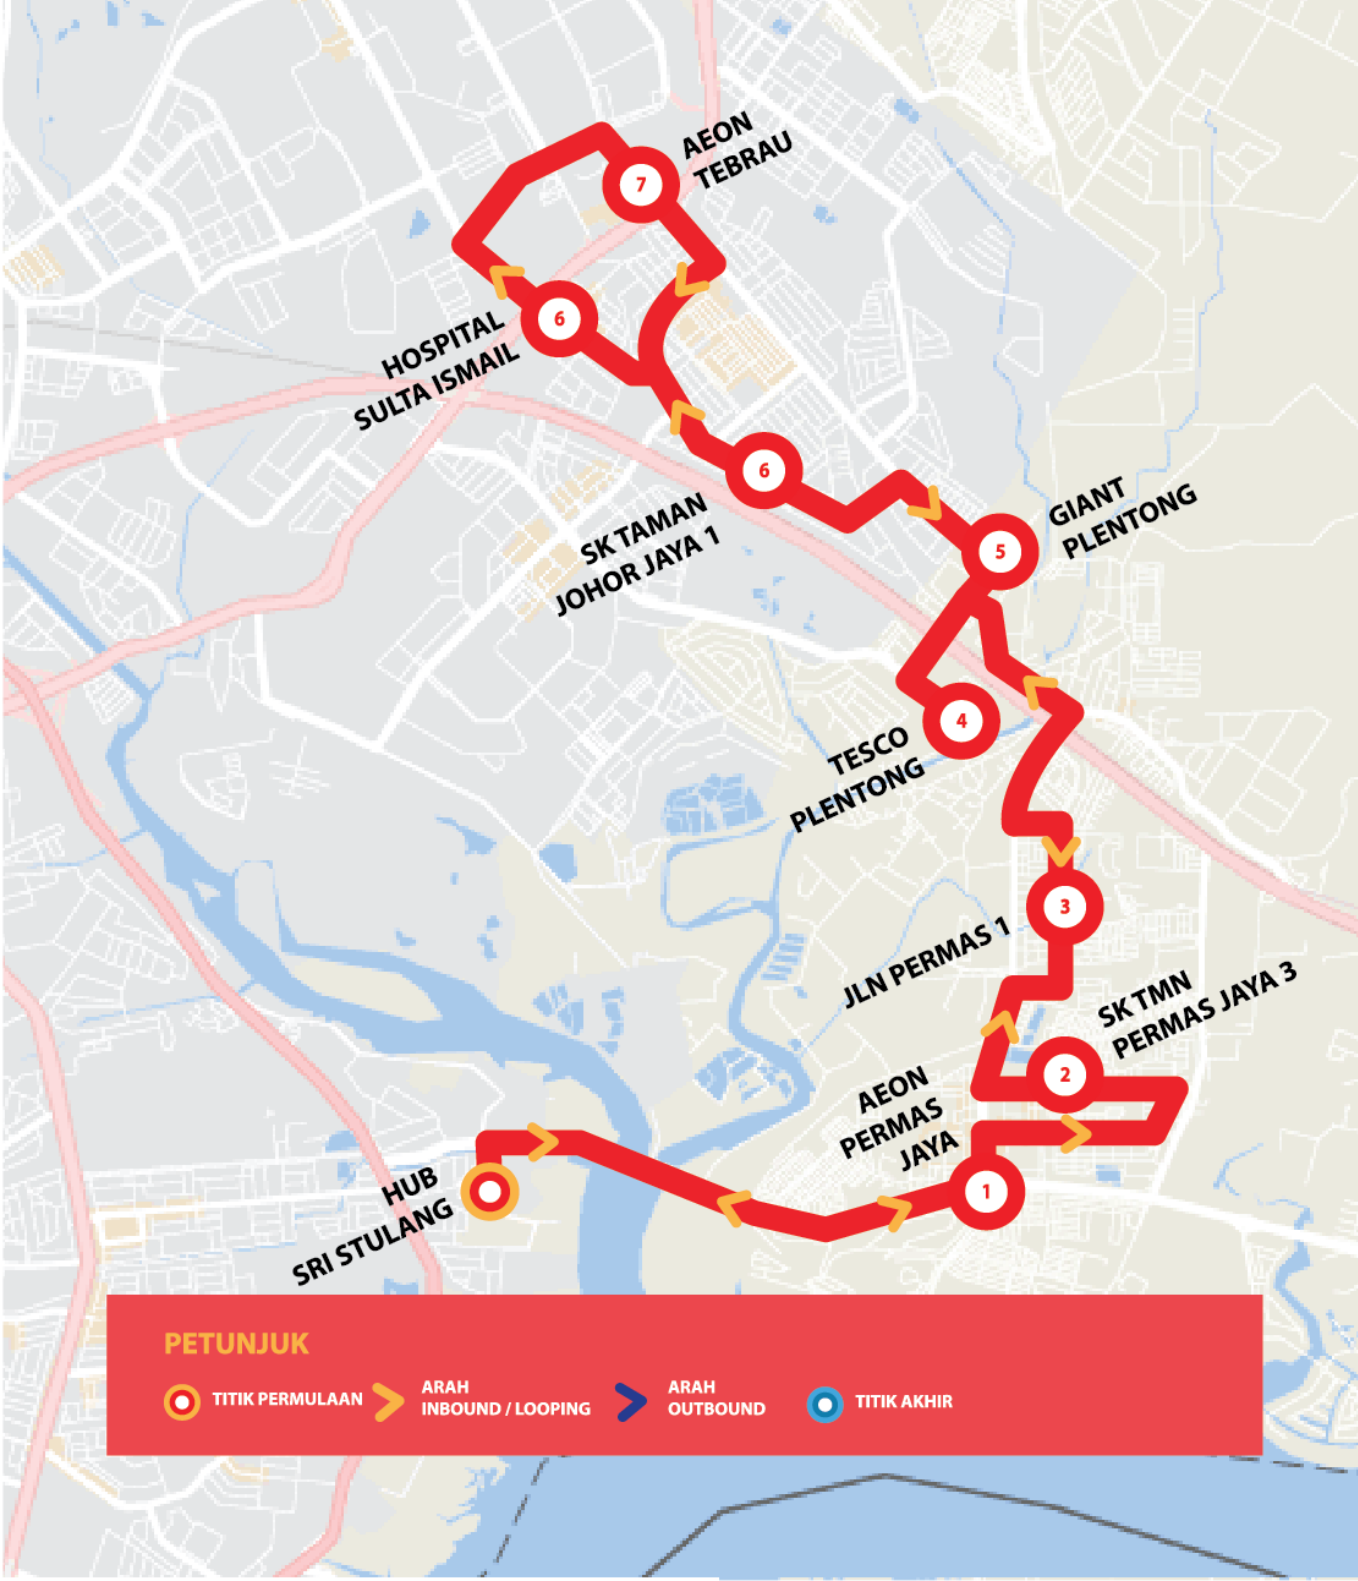 AEON
TEBRAU
7
6
HOSPITAL
SULTA ISMAIL
6
SK TAMAN
JOHOR JAYA 1
5
GIANT
PLENTONG
4
TESCO
PLENTONG
3
JLN PERMAS 1
SK TMN
PERMAS JAYA 3
2
AEON
PERMAS
JAYA
1
HUB
SRI STULANG
PETUNJUK
TITIK PERMULAAN
ARAH
INBOUND / LOOPING
ARAH
OUTBOUND
TITIK AKHIR